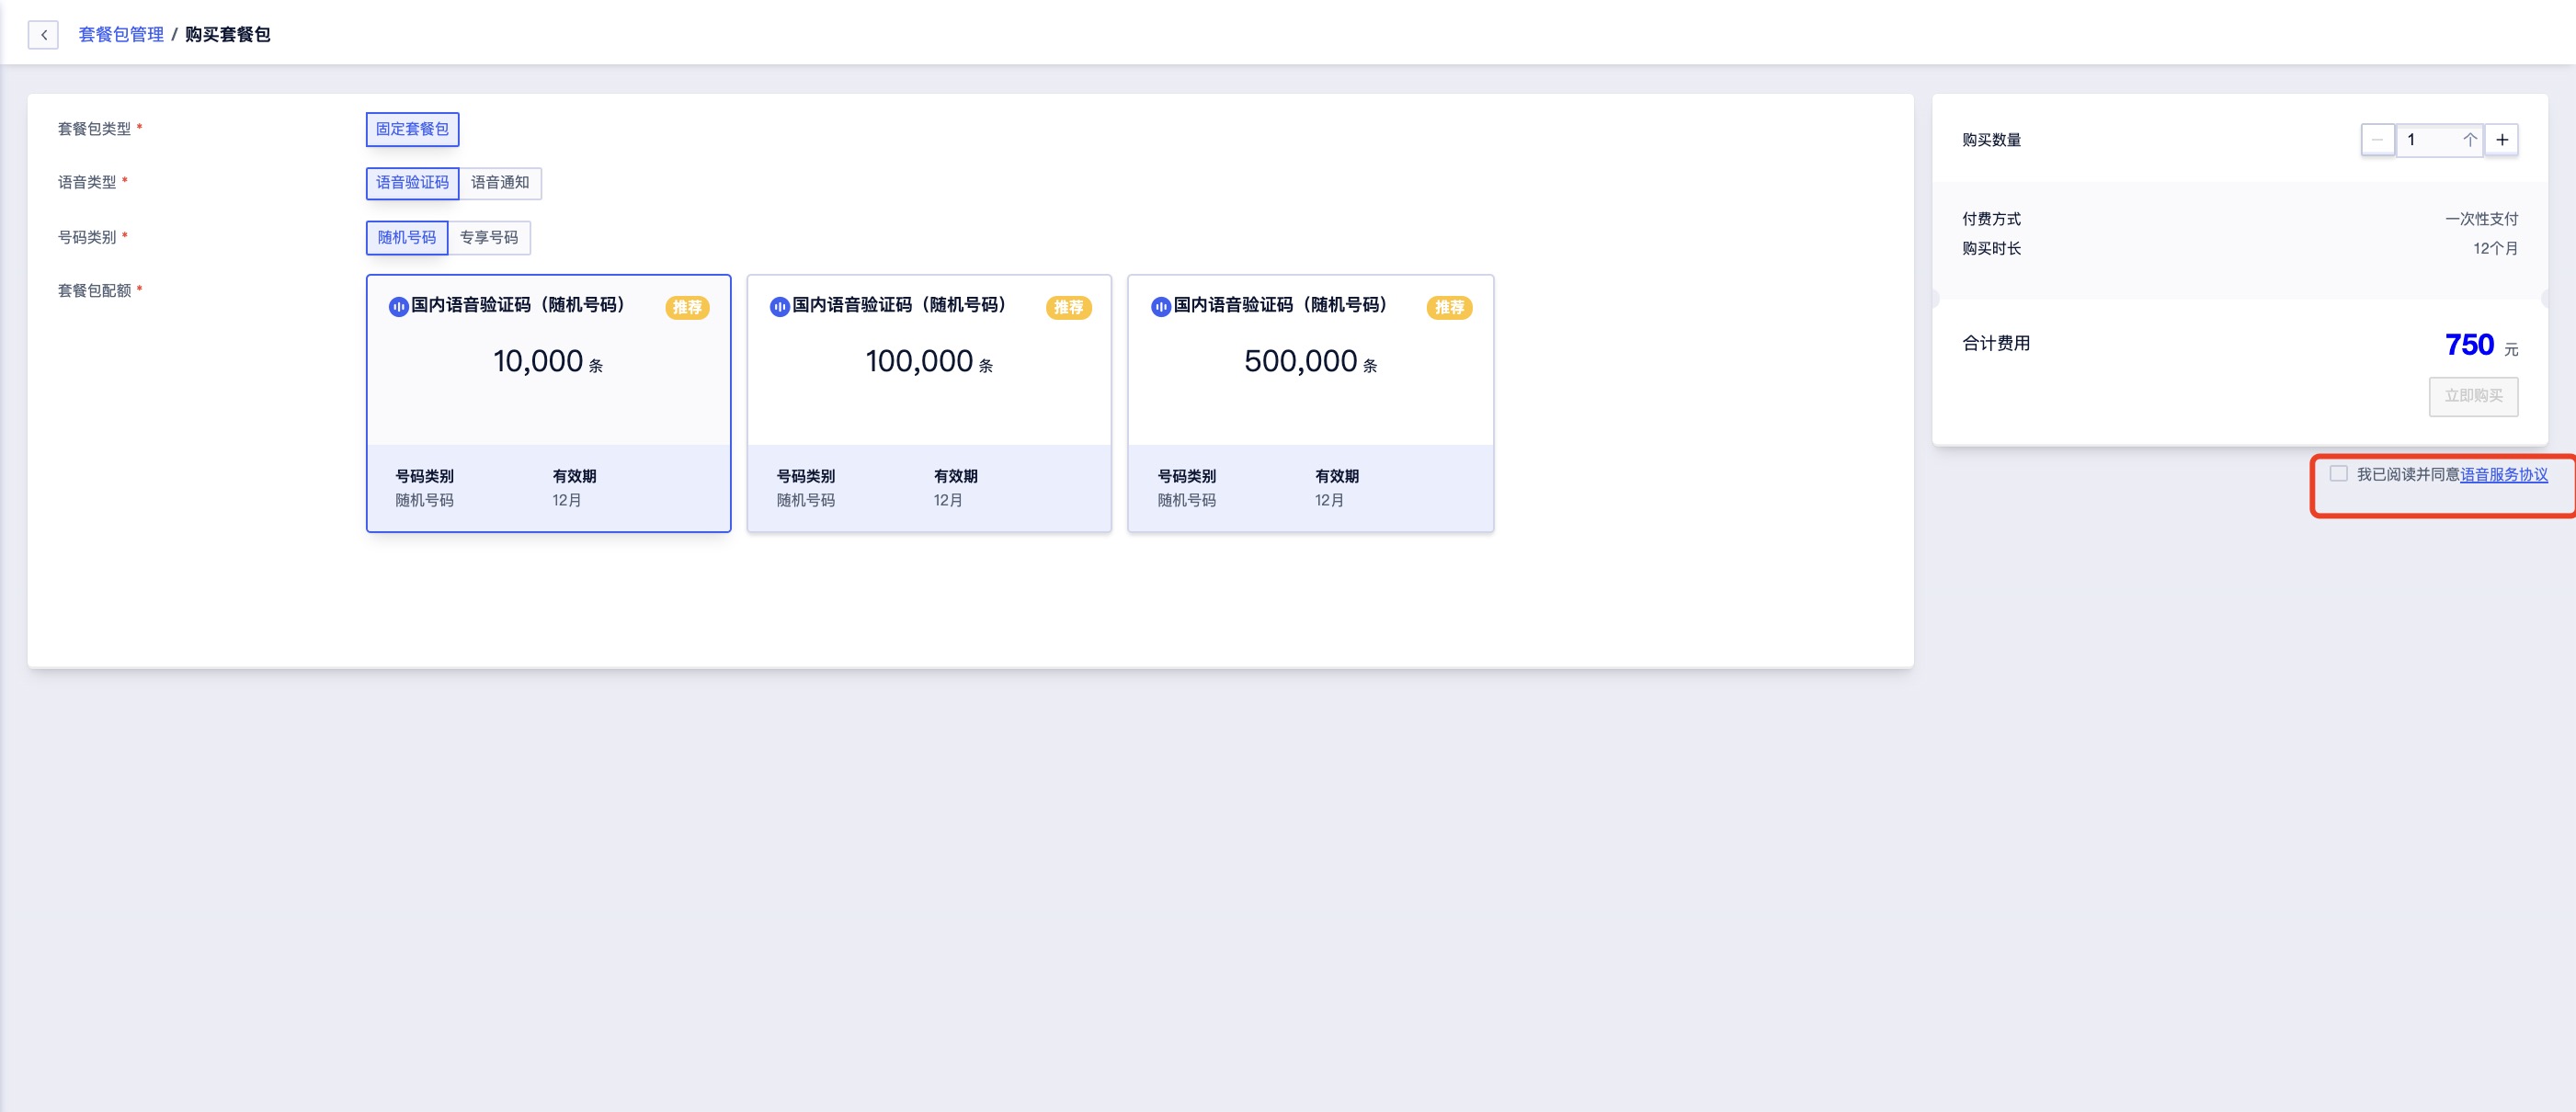 套餐包管理 / 购买套餐包
套餐包类型 *
固定套餐包
语音类型 *
语音验证码 语音通知
号码类别 *
随机号码 专享号码
套餐包配额 *
国内语音验证码（随机号码） 推荐
10,000 条
号码类别 有效期
随机号码 12月
国内语音验证码（随机号码） 推荐
100,000 条
号码类别 有效期
随机号码 12月
国内语音验证码（随机号码） 推荐
500,000 条
号码类别 有效期
随机号码 12月
购买数量 − 1 个 +
付费方式 一次性支付
购买时长 12个月
合计费用 750 元
立即购买
我已阅读并同意语音服务协议